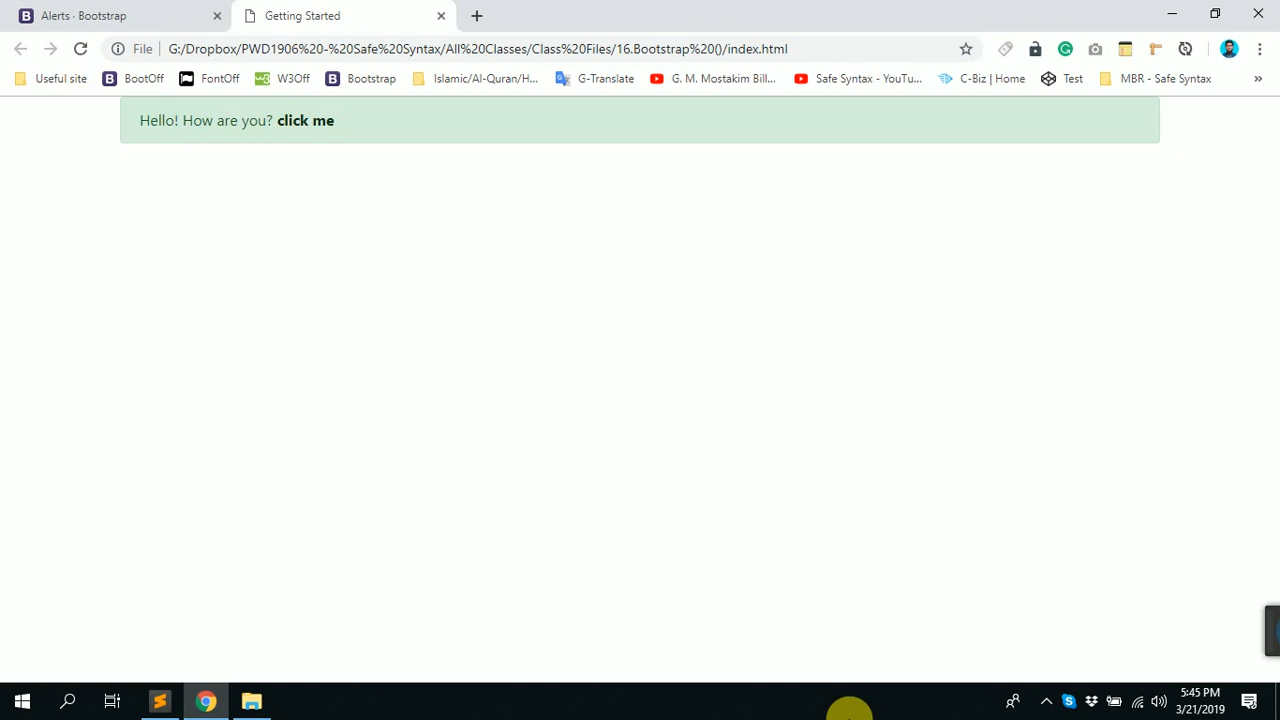 Alerts · Bootstrap
Getting Started
File
G:/Dropbox/PWD1906%20-%20Safe%20Syntax/All%20Classes/Class%20Files/16.Bootstrap%20()/index.html
Useful site
BootOff
FontOff
W3Off
Bootstrap
Islamic/Al-Quran/H...
G-Translate
G. M. Mostakim Bill...
Safe Syntax - YouTu...
C-Biz | Home
Test
MBR - Safe Syntax
»
Hello! How are you? click me
5:45 PM
3/21/2019